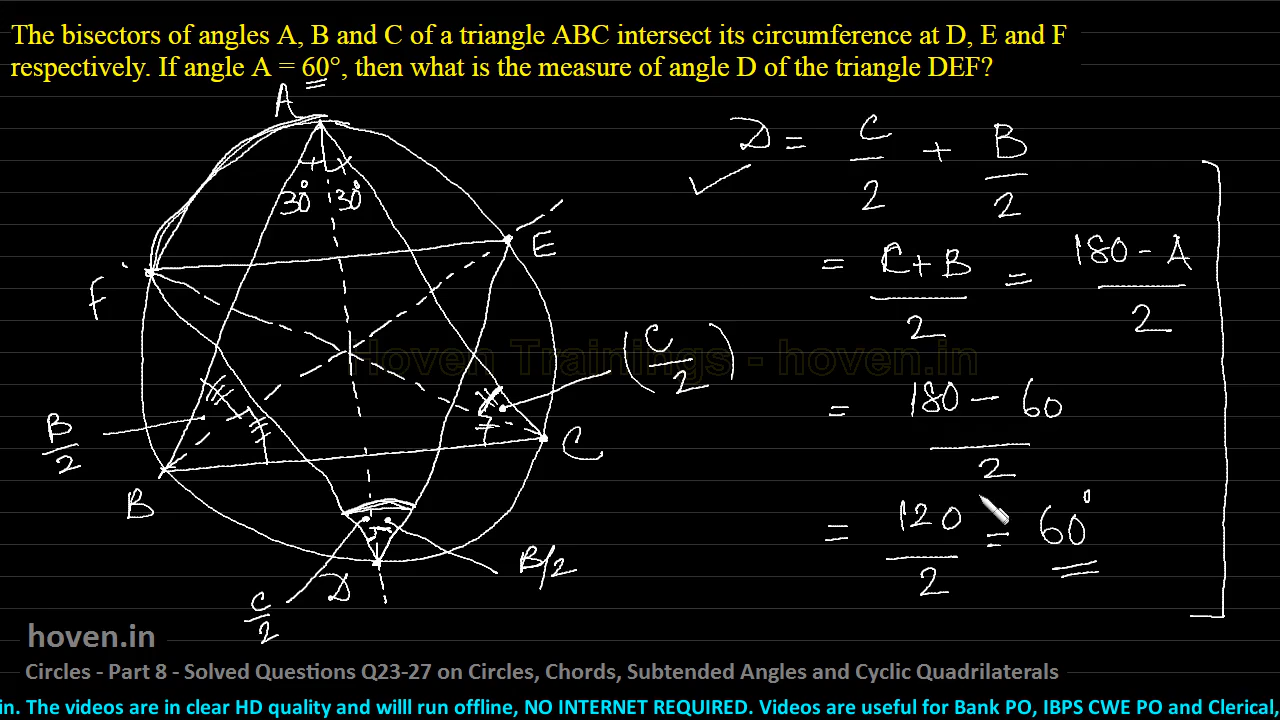 The bisectors of angles A, B and C of a triangle ABC intersect its circumference at D, E and F
respectively. If angle A = 60°, then what is the measure of angle D of the triangle DEF?
A
30° 30°
F
E
B/2
B
(C/2)
C
C/2
D
B/2
D = C/2 + B/2
= C+B/2 = 180-A/2
= 180-60/2
= 120/2 = 60°
Hoven Trainings - hoven.in
hoven.in
Circles - Part 8 - Solved Questions Q23-27 on Circles, Chords, Subtended Angles and Cyclic Quadrilaterals
in. The videos are in clear HD quality and willl run offline, NO INTERNET REQUIRED. Videos are useful for Bank PO, IBPS CWE PO and Clerical,